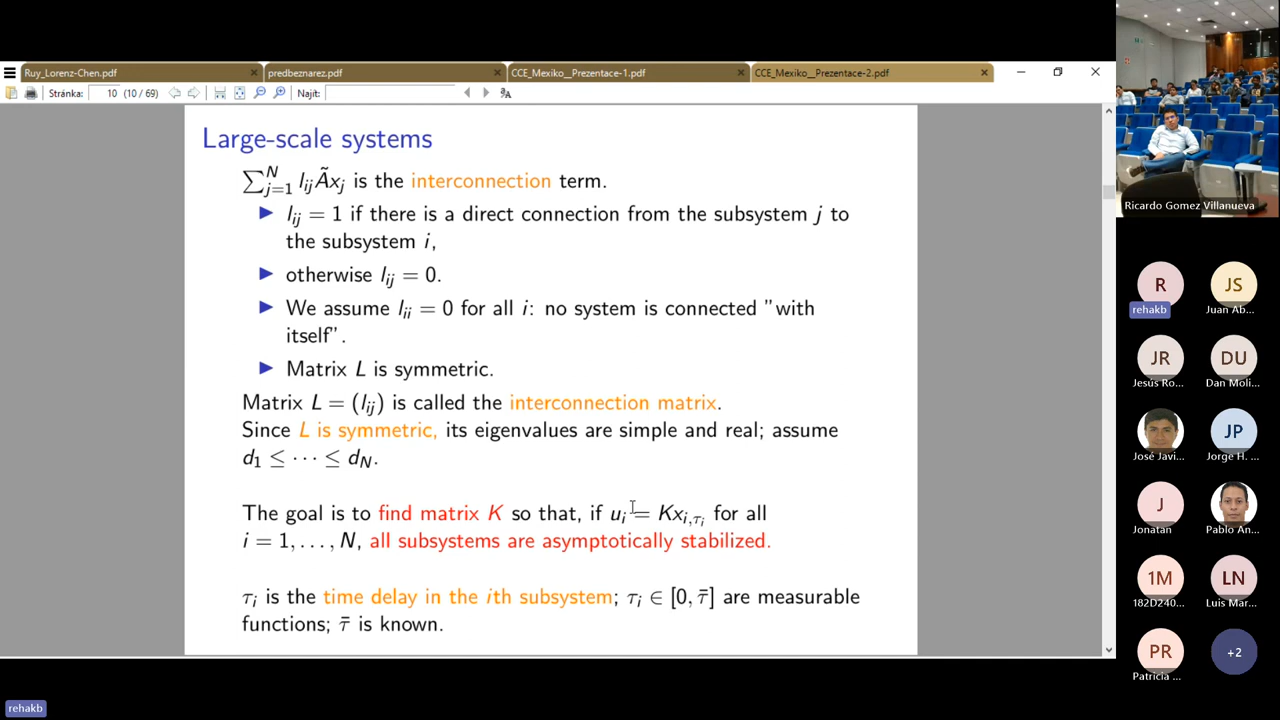 Ruy_Lorenz-Chen.pdf
predbeznarez.pdf
CCE_Mexiko__Prezentace-1.pdf
CCE_Mexiko__Prezentace-2.pdf
Stránka: 10 (10 / 69) Najít:
Large-scale systems
∑_{j=1}^{N} l_{ij}Ãx_j is the interconnection term.
▶ l_{ij} = 1 if there is a direct connection from the subsystem j to
the subsystem i,
▶ otherwise l_{ij} = 0.
▶ We assume l_{ii} = 0 for all i: no system is connected "with
itself".
▶ Matrix L is symmetric.
Matrix L = (l_{ij}) is called the interconnection matrix.
Since L is symmetric, its eigenvalues are simple and real; assume
d_1 ≤ ⋯ ≤ d_N.
The goal is to find matrix K so that, if u_i = Kx_{i,τ_i} for all
i = 1, . . . , N, all subsystems are asymptotically stabilized.
τ_i is the time delay in the ith subsystem; τ_i ∈ [0, τ̄] are measurable
functions; τ̄ is known.
Ricardo Gomez Villanueva
R
rehakb
JS
Juan Ab...
JR
Jesús Ro...
DU
Dan Moli...
José Javi...
JP
Jorge H. ...
J
Jonatan
Pablo An...
1M
182D240...
LN
Luis Mar...
PR
Patricia ...
+2
rehakb